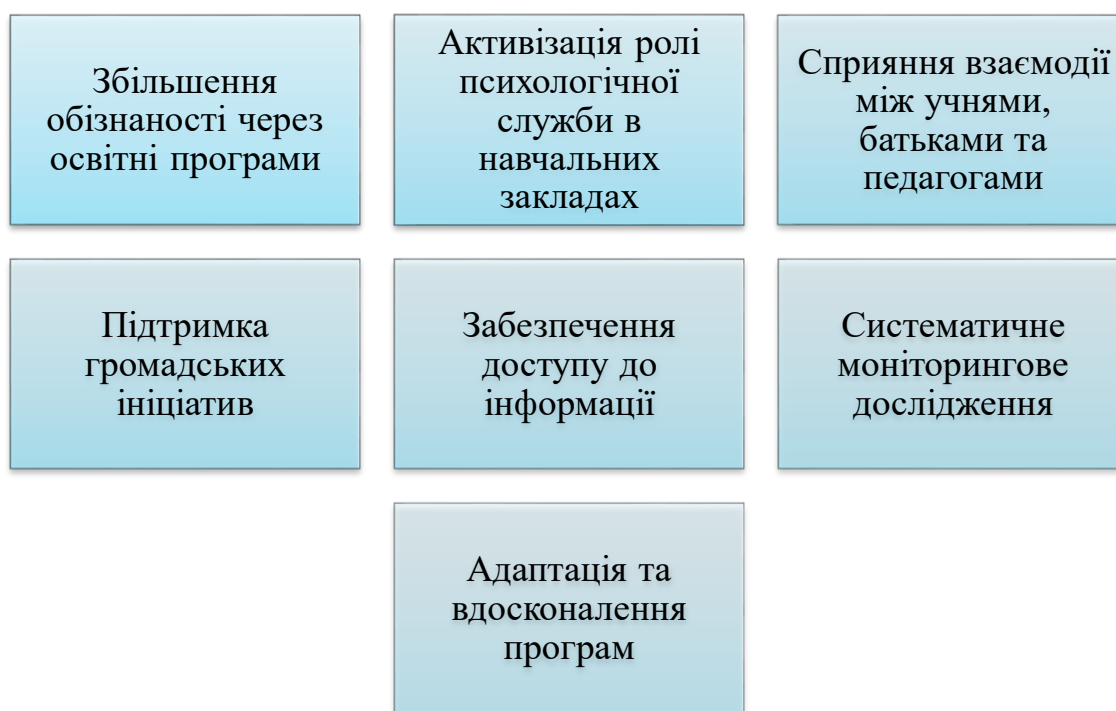 Збільшення
обізнаності через
освітні програми
Активізація ролі
психологічної
служби в
навчальних
закладах
Сприяння взаємодії
між учнями,
батьками та
педагогами
Підтримка
громадських
ініціатив
Забезпечення
доступу до
інформації
Систематичне
моніторингове
дослідження
Адаптація та
вдосконалення
програм